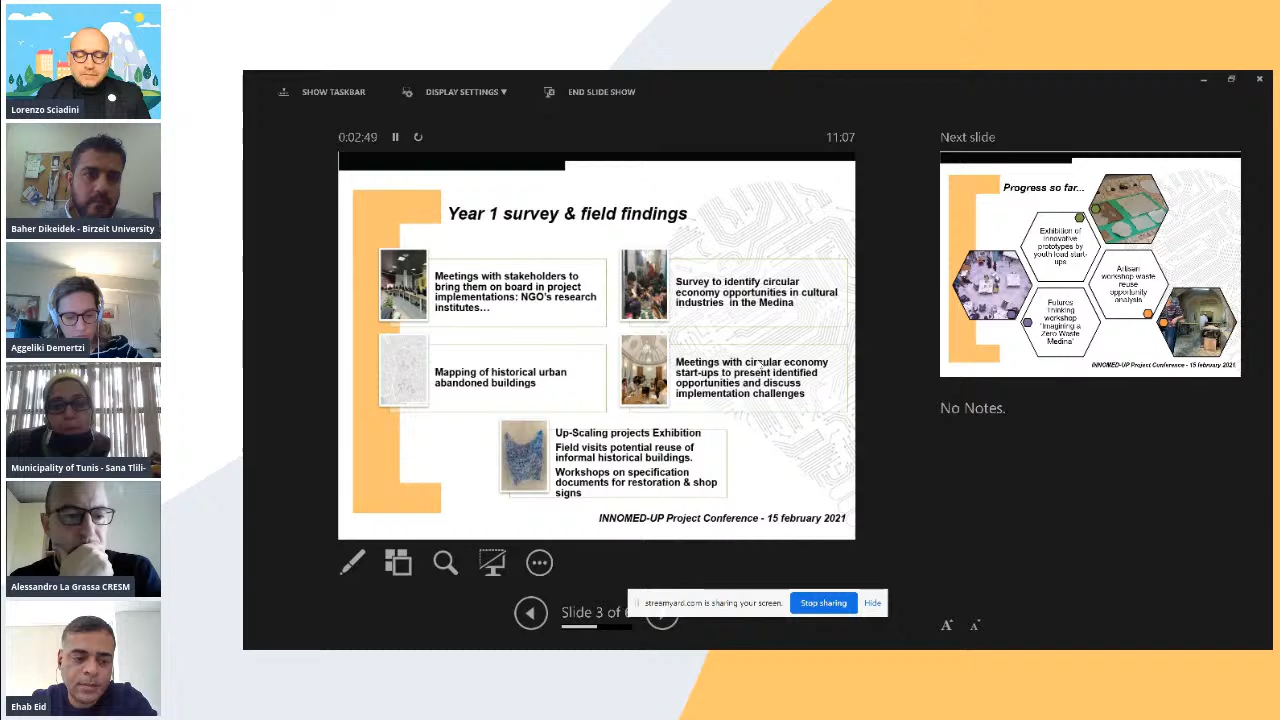 Lorenzo Sciadini
Baher Dikeidek - Birzeit University
Aggeliki Demertzi
Municipality of Tunis - Sana Tlili-
Alessandro La Grassa CRESM
Ehab Eid
SHOW TASKBAR
DISPLAY SETTINGS ▼
END SLIDE SHOW
0:02:49
11:07
Year 1 survey & field findings
Meetings with stakeholders to
bring them on board in project
implementations: NGO's research
institutes…
Survey to identify circular
economy opportunities in cultural
industries in the Medina
Mapping of historical urban
abandoned buildings
Meetings with circular economy
start-ups to present identified
opportunities and discuss
implementation challenges
Up-Scaling projects Exhibition
Field visits potential reuse of
informal historical buildings.
Workshops on specification
documents for restoration & shop
signs
INNOMED-UP Project Conference - 15 february 2021
Slide 3 of
streamyard.com is sharing your screen.
Stop sharing
Hide
Next slide
Progress so far...
Exhibition of
innovative
prototypes by
youth lead start-
ups
Artisan
workshop waste
reuse
opportunity
analysis
Futures
Thinking
workshop
"Imagining a
Zero Waste
Medina"
INNOMED-UP Project Conference - 15 february 2021
No Notes.
A A